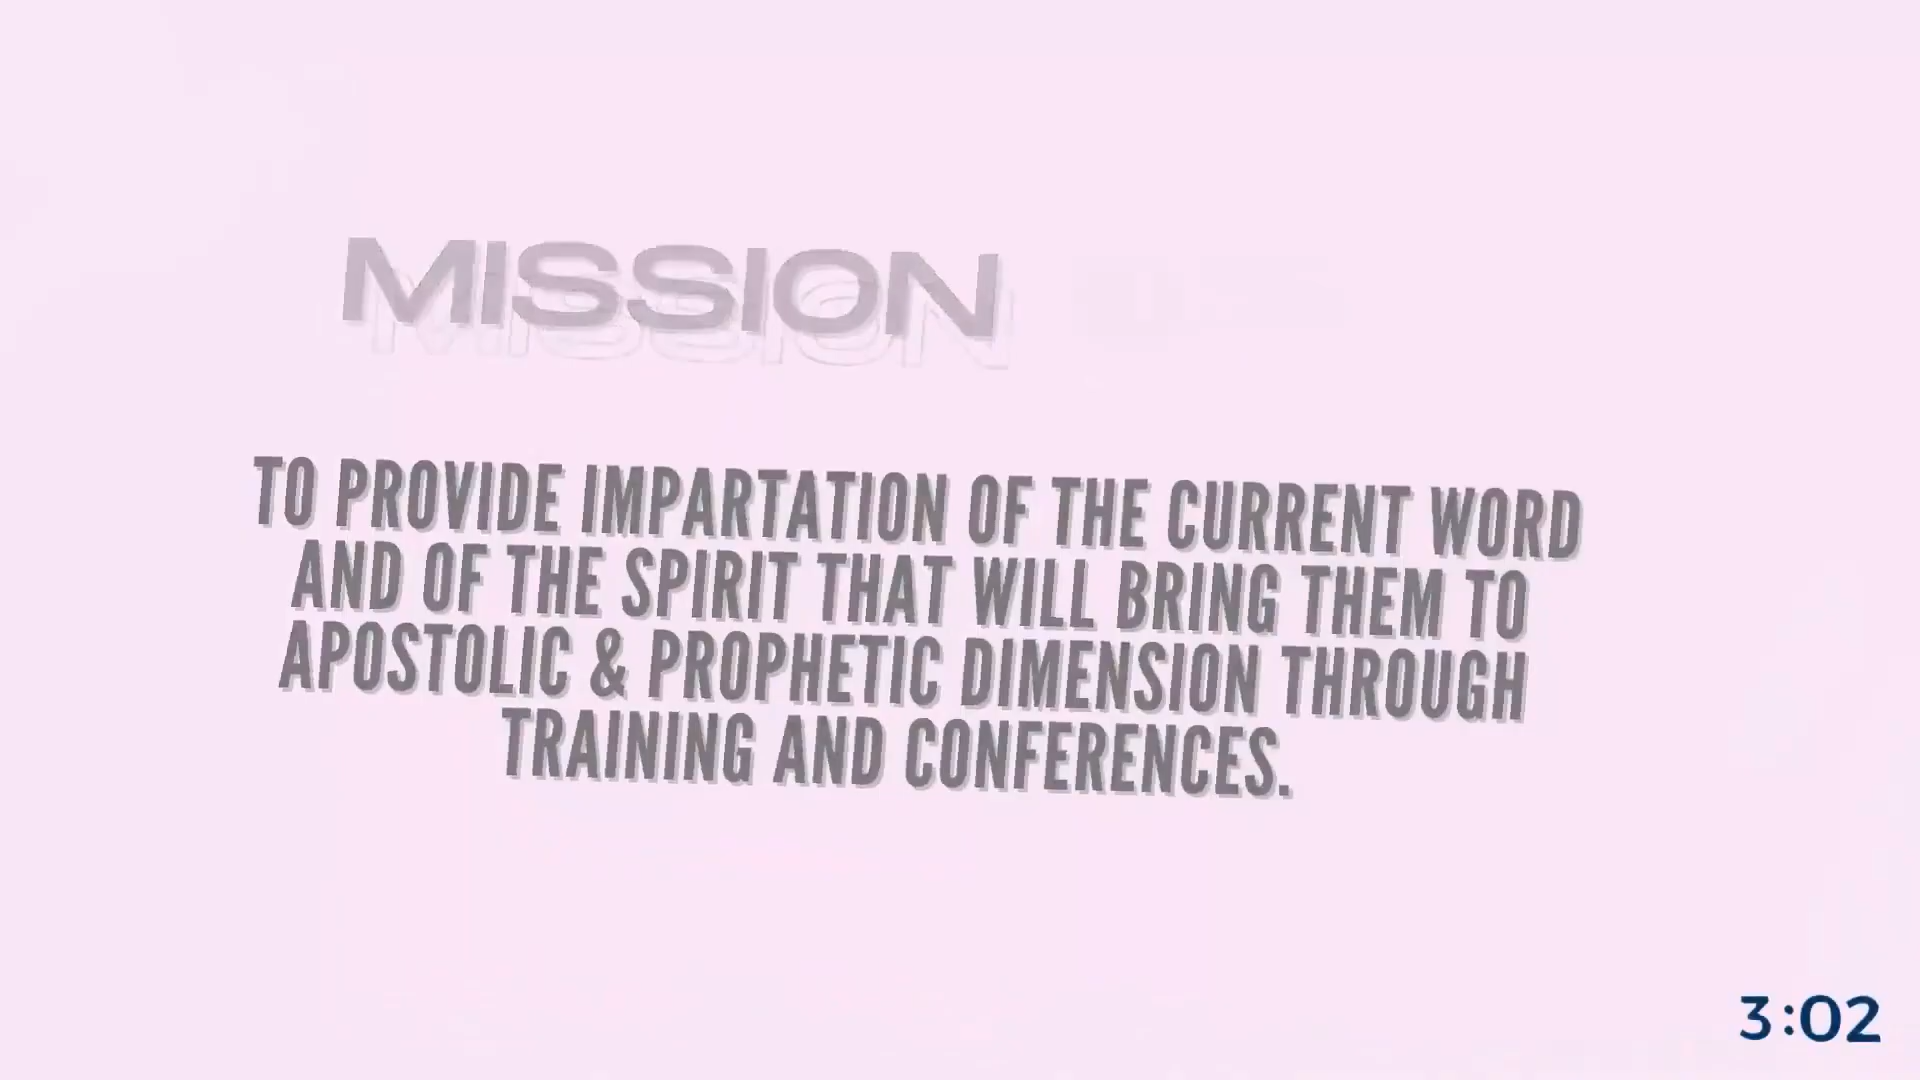 MISSION
TO PROVIDE IMPARTATION OF THE CURRENT WORD
AND OF THE SPIRIT THAT WILL BRING THEM TO
APOSTOLIC & PROPHETIC DIMENSION THROUGH
TRAINING AND CONFERENCES.
3:02